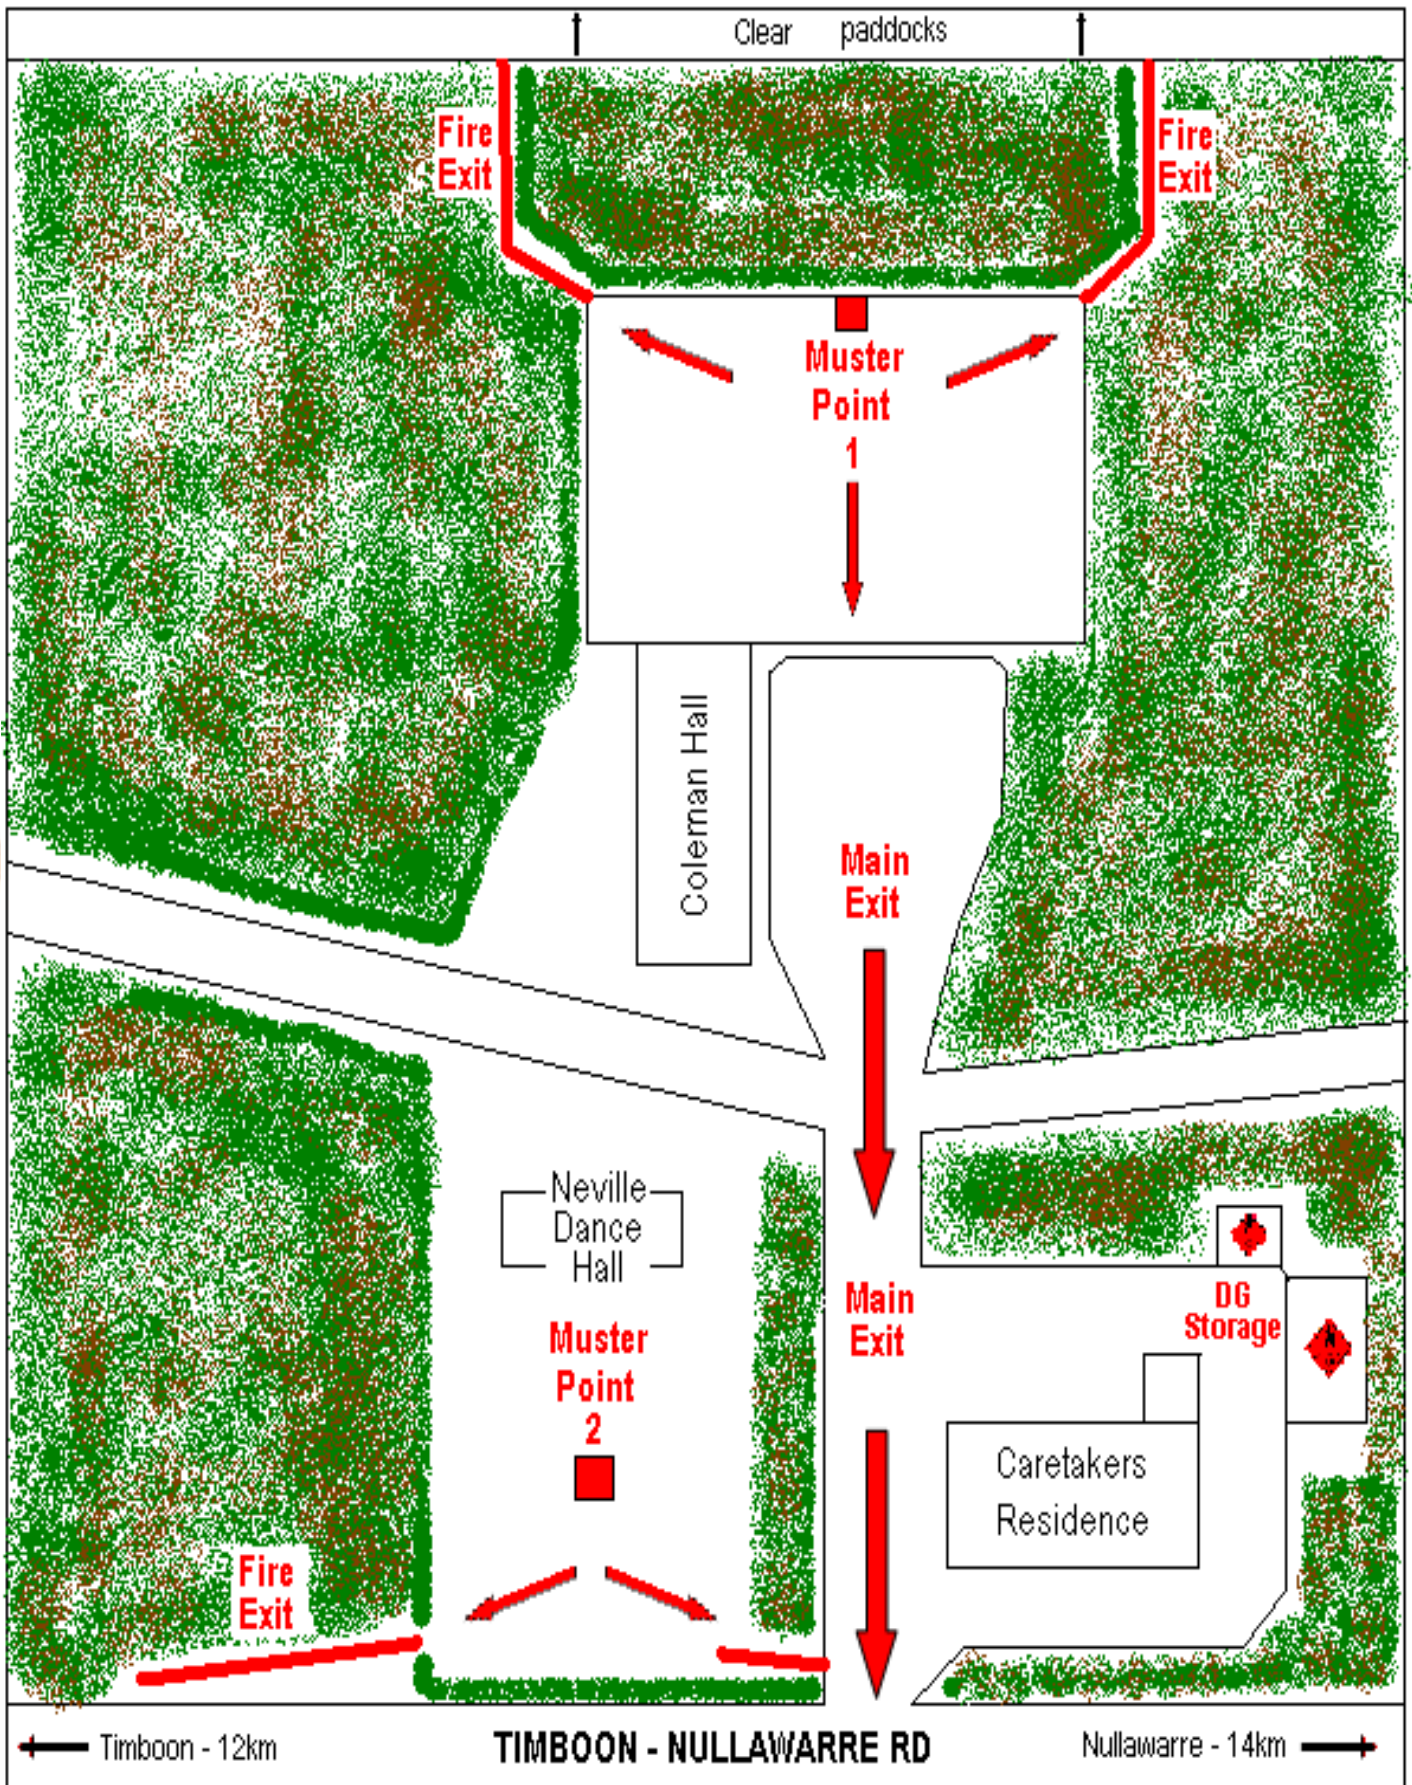 Clear paddocks
Fire
Exit
Fire
Exit
Muster
Point
1
Coleman Hall
Main
Exit
Neville
Dance
Hall
Main
Exit
DG
Storage
Muster
Point
2
Caretakers
Residence
Fire
Exit
Timboon - 12km
TIMBOON - NULLAWARRE RD
Nullawarre - 14km